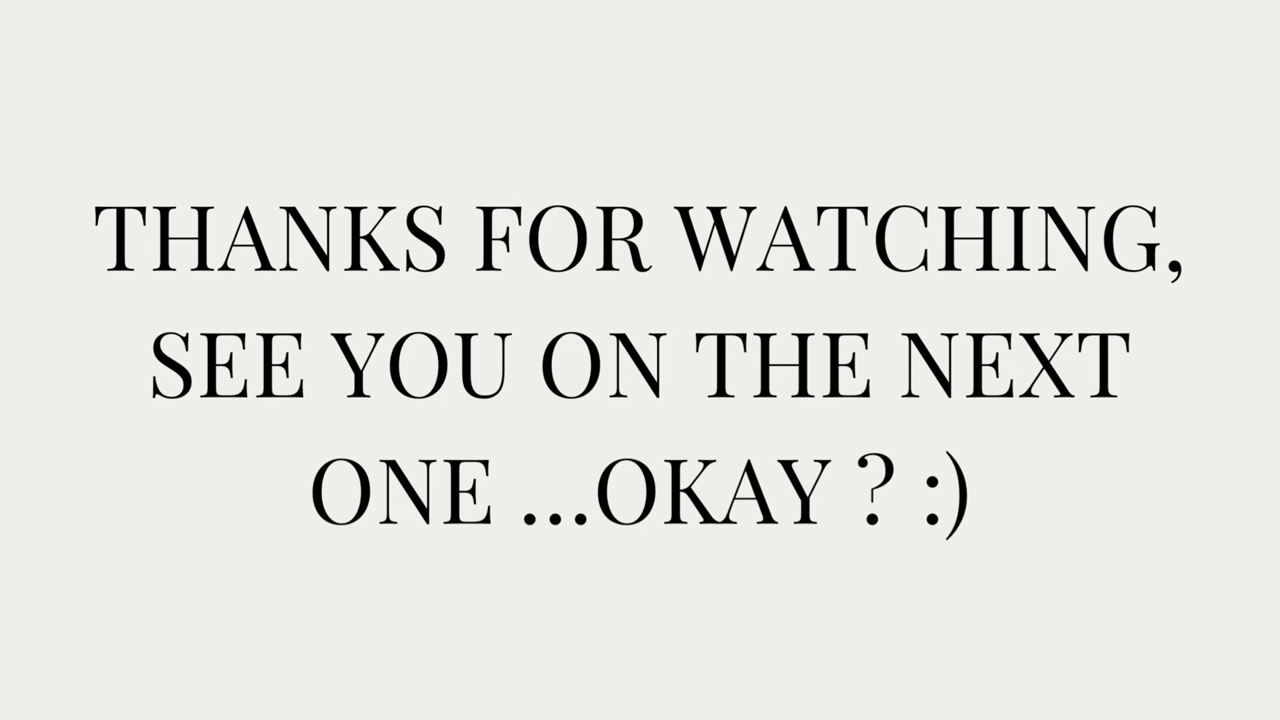 THANKS FOR WATCHING,
SEE YOU ON THE NEXT
ONE ...OKAY ? :)